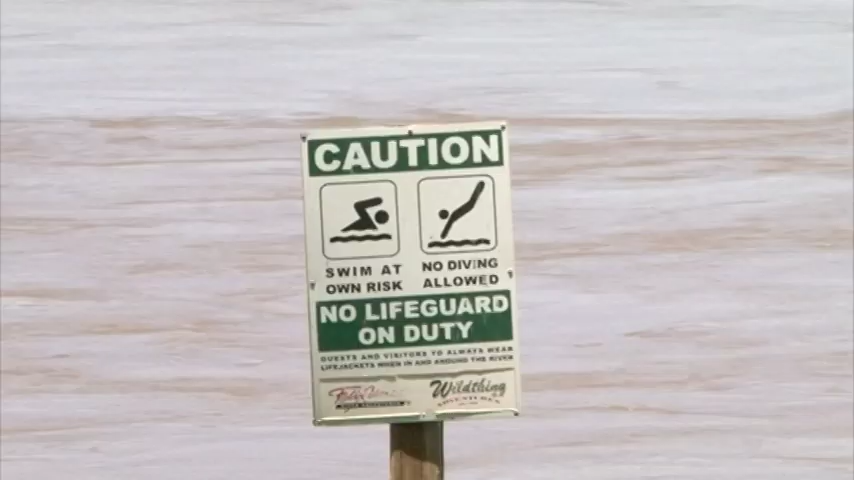 CAUTION
SWIM AT
OWN RISK
NO DIVING
ALLOWED
NO LIFEGUARD
ON DUTY
GUESTS AND VISITORS TO ALWAYS WEAR
LIFEJACKETS WHEN IN AND AROUND THE RIVER
Wildthing
ADVENTURES